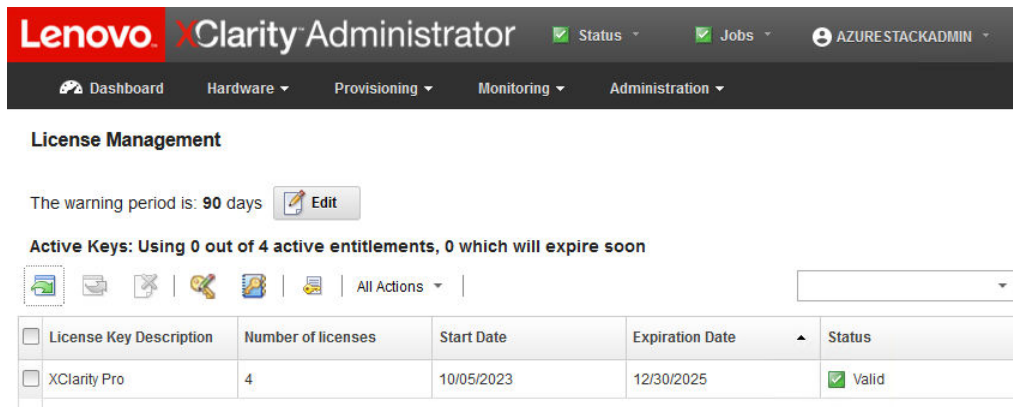 Lenovo. XClarity Administrator Status Jobs AZURESTACKADMIN
Dashboard Hardware Provisioning Monitoring Administration
License Management
The warning period is: 90 days Edit
Active Keys: Using 0 out of 4 active entitlements, 0 which will expire soon
All Actions
License Key Description Number of licenses Start Date Expiration Date Status
XClarity Pro 4 10/05/2023 12/30/2025 Valid